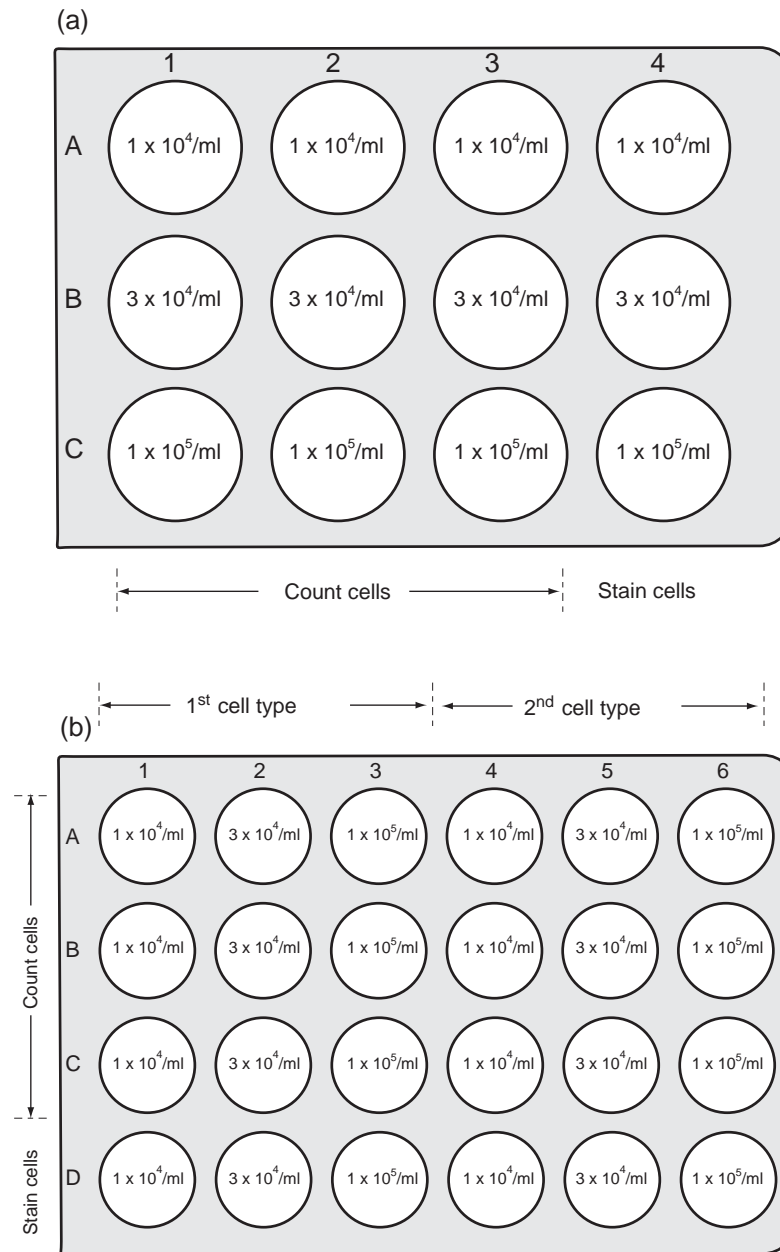 (a)
1 2 3 4
A 1 x 10⁴/ml 1 x 10⁴/ml 1 x 10⁴/ml 1 x 10⁴/ml
B 3 x 10⁴/ml 3 x 10⁴/ml 3 x 10⁴/ml 3 x 10⁴/ml
C 1 x 10⁵/ml 1 x 10⁵/ml 1 x 10⁵/ml 1 x 10⁵/ml
Count cells Stain cells
1ˢᵗ cell type 2ⁿᵈ cell type
(b)
1 2 3 4 5 6
A 1 x 10⁴/ml 3 x 10⁴/ml 1 x 10⁵/ml 1 x 10⁴/ml 3 x 10⁴/ml 1 x 10⁵/ml
B 1 x 10⁴/ml 3 x 10⁴/ml 1 x 10⁵/ml 1 x 10⁴/ml 3 x 10⁴/ml 1 x 10⁵/ml
C 1 x 10⁴/ml 3 x 10⁴/ml 1 x 10⁵/ml 1 x 10⁴/ml 3 x 10⁴/ml 1 x 10⁵/ml
D 1 x 10⁴/ml 3 x 10⁴/ml 1 x 10⁵/ml 1 x 10⁴/ml 3 x 10⁴/ml 1 x 10⁵/ml
Count cells
Stain cells